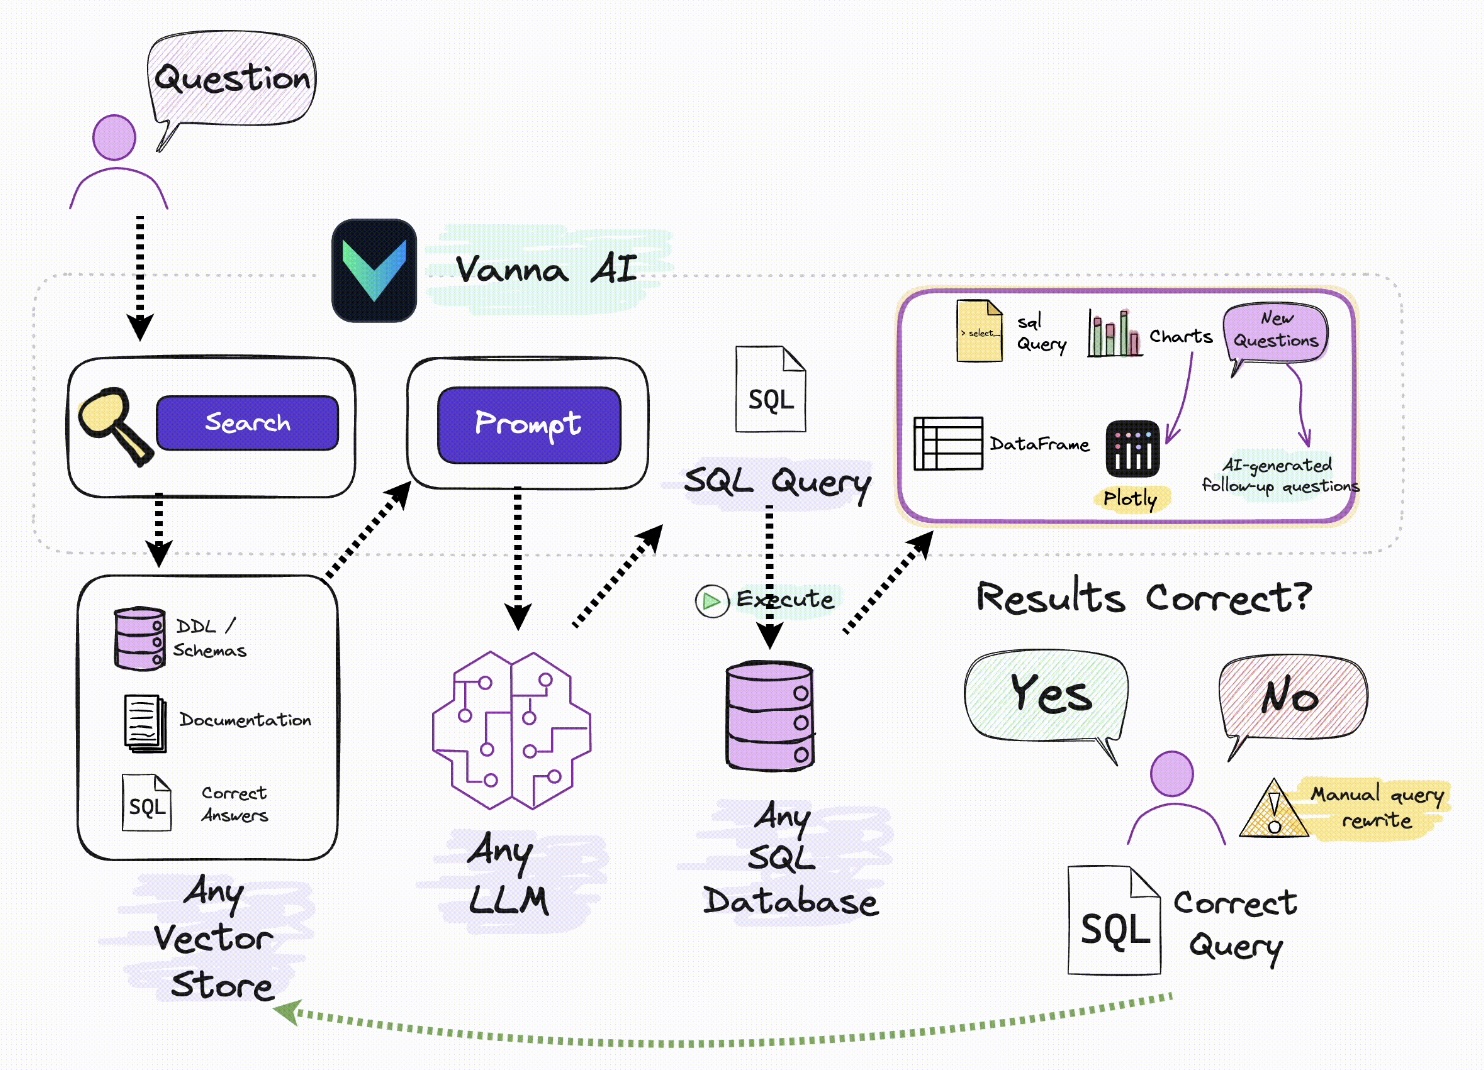 Question
Vanna AI
Search
Prompt
SQL
SQL Query
> select...
sql
Query
Charts
New
Questions
DataFrame
Plotly
AI-generated
follow-up questions
DDL /
Schemas
Documentation
SQL
Correct
Answers
Any
Vector
Store
Any
LLM
Execute
Any
SQL
Database
Results Correct?
Yes
No
Manual query
rewrite
SQL
Correct
Query